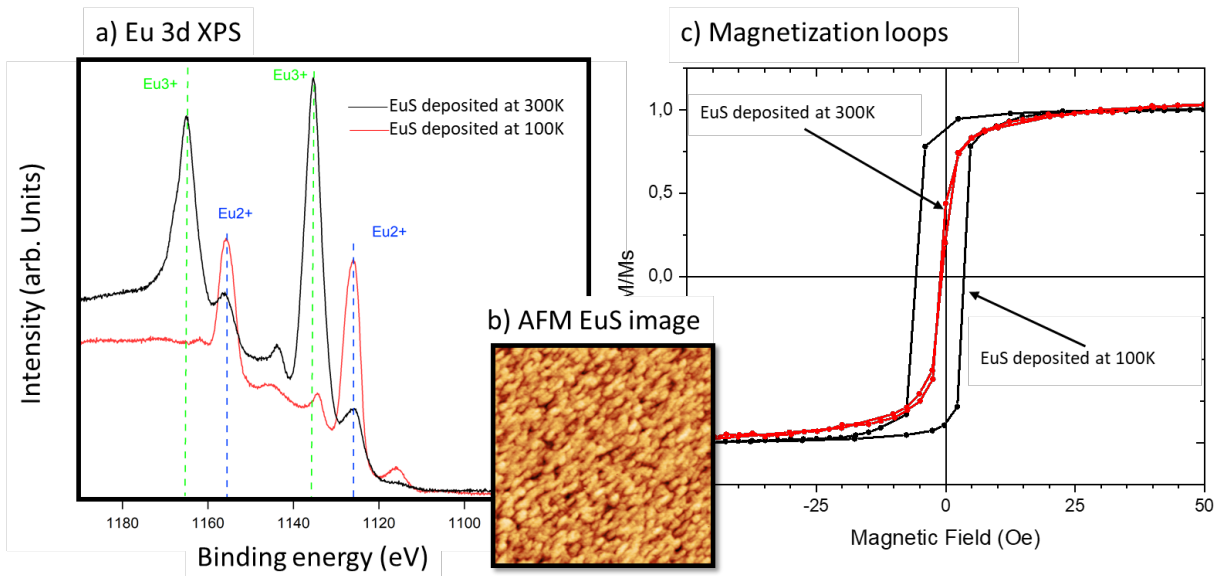 a) Eu 3d XPS
Eu3+
Eu3+
EuS deposited at 300K
EuS deposited at 100K
Eu2+
Eu2+
Intensity (arb. Units)
1180
1160
1140
1120
1100
Binding energy (eV)
b) AFM EuS image
c) Magnetization loops
EuS deposited at 300K
1,0
0,5
0,0
M/Ms
EuS deposited at 100K
-25
0
25
50
Magnetic Field (Oe)